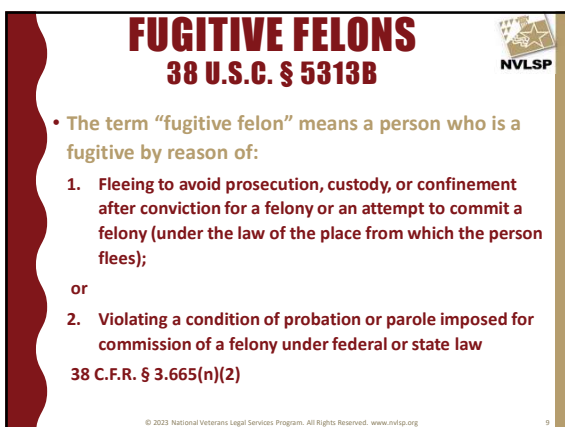 FUGITIVE FELONS
38 U.S.C. § 5313B
NVLSP
• The term “fugitive felon” means a person who is a
fugitive by reason of:
1. Fleeing to avoid prosecution, custody, or confinement
after conviction for a felony or an attempt to commit a
felony (under the law of the place from which the person
flees);
or
2. Violating a condition of probation or parole imposed for
commission of a felony under federal or state law
38 C.F.R. § 3.665(n)(2)
© 2023 National Veterans Legal Services Program. All Rights Reserved. www.nvlsp.org
9